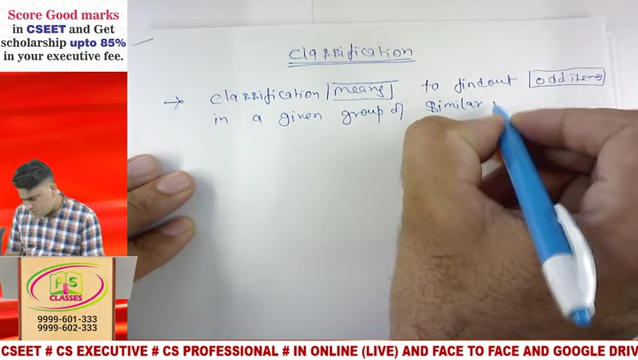 Score Good marks
in CSEET and Get
scholarship upto 85%
in your executive fee.
Classification
→ Classification means to findout odd items
in a given group of similar
PS
CLASSES
9999-601-333
9999-602-333
CSEET # CS EXECUTIVE # CS PROFESSIONAL # IN ONLINE (LIVE) AND FACE TO FACE AND GOOGLE DRIV